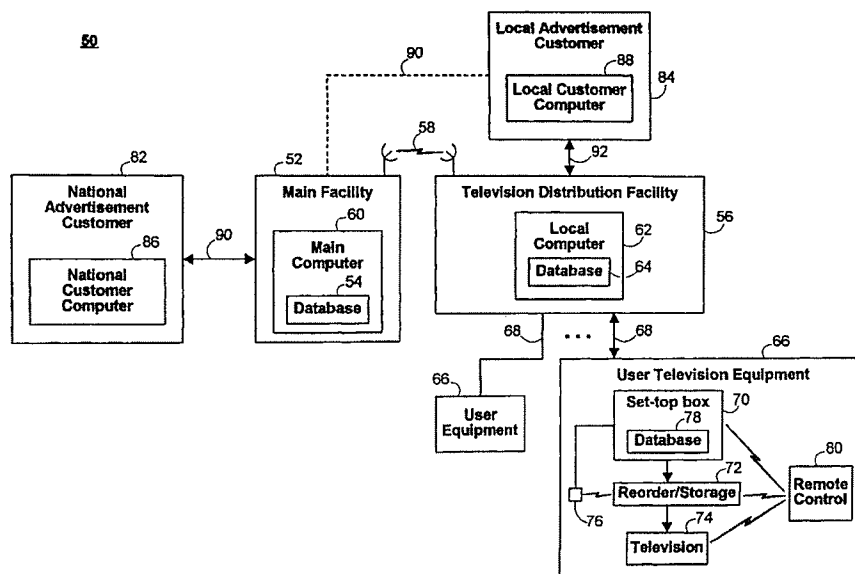 50
Local Advertisement
Customer
88
Local Customer
Computer
84
90
58
92
82
National
Advertisement
Customer
86
National
Customer
Computer
90
52
Main Facility
60
Main
Computer
54
Database
Television Distribution Facility
56
Local
Computer
62
Database
64
68
68
66
User
Equipment
66
User Television Equipment
Set-top box
70
78
Database
72
Reorder/Storage
76
74
Television
80
Remote
Control